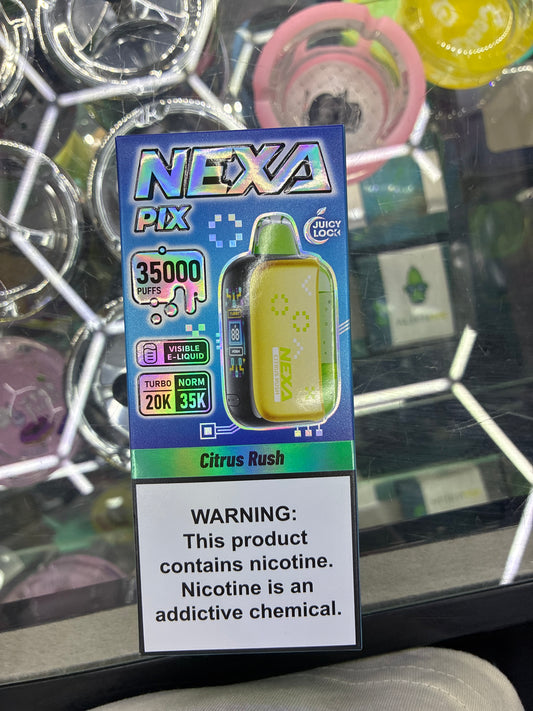 NEXA
PIX
JUICY
LOCK
35000
PUFFS
VISIBLE
E-LIQUID
TURBO
20K
NORM
35K
88
NEXA
Citrus Rush
WARNING:
This product
contains nicotine.
Nicotine is an
addictive chemical.